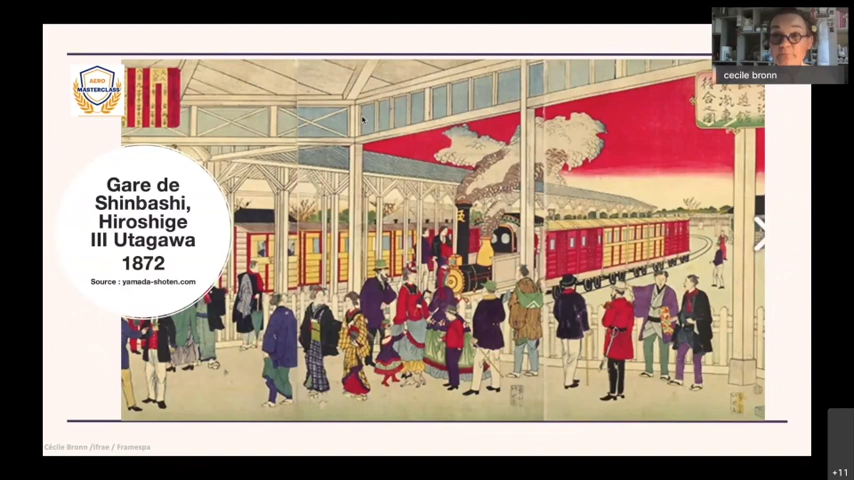 cecile bronn
AERO
MASTERCLASS
Gare de
Shinbashi,
Hiroshige
III Utagawa
1872
Source : yamada-shoten.com
Cécile Bronn /Ifrae / Framespa
+11